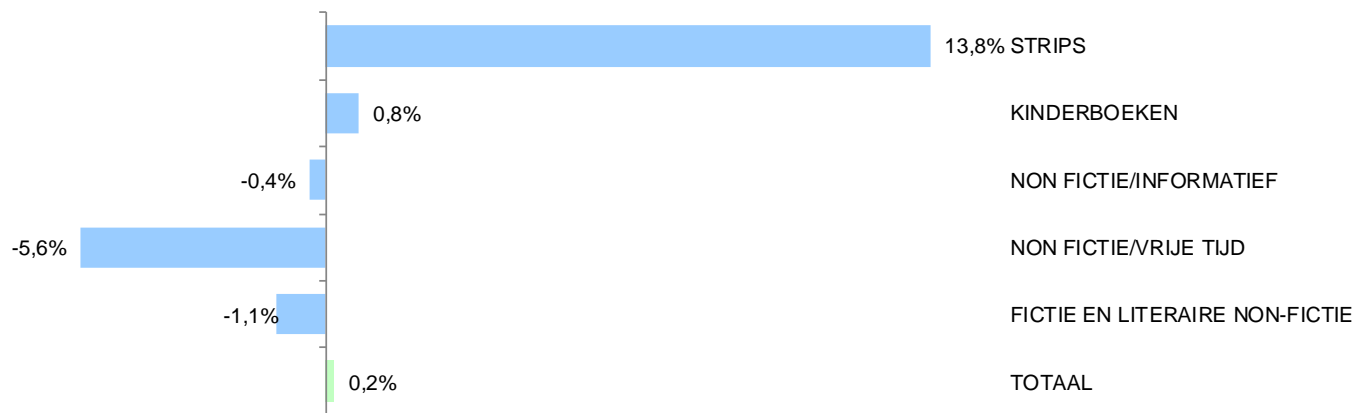 13,8% STRIPS
0,8% KINDERBOEKEN
-0,4% NON FICTIE/INFORMATIEF
-5,6% NON FICTIE/VRIJE TIJD
-1,1% FICTIE EN LITERAIRE NON-FICTIE
0,2% TOTAAL